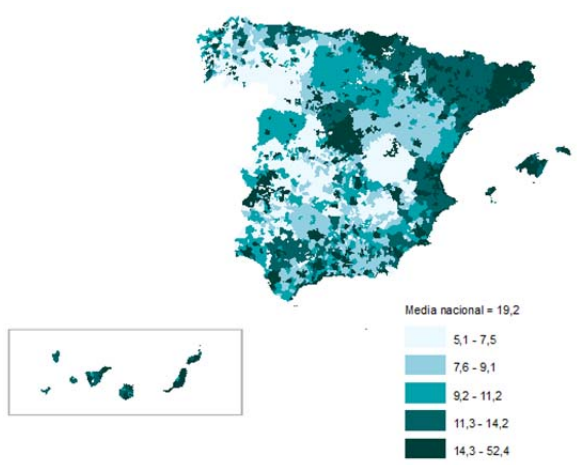 Media nacional = 19,2
5,1 - 7,5
7,6 - 9,1
9,2 - 11,2
11,3 - 14,2
14,3 - 52,4